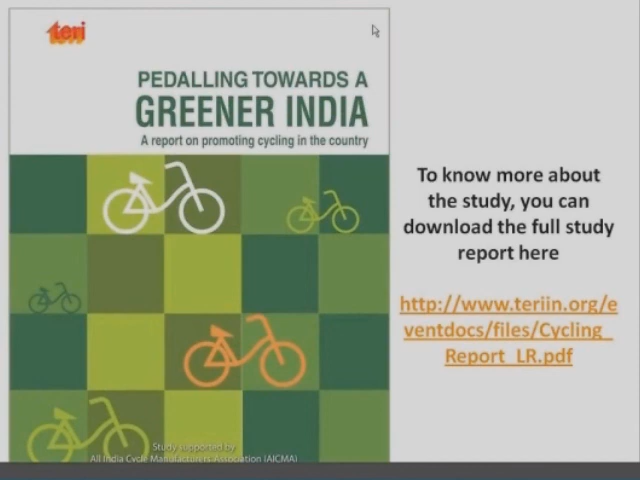 teri
PEDALLING TOWARDS A
GREENER INDIA
A report on promoting cycling in the country
To know more about
the study, you can
download the full study
report here
http://www.teriin.org/e
ventdocs/files/Cycling_
Report_LR.pdf
Study supported by
All India Cycle Manufacturers Association (AICMA)